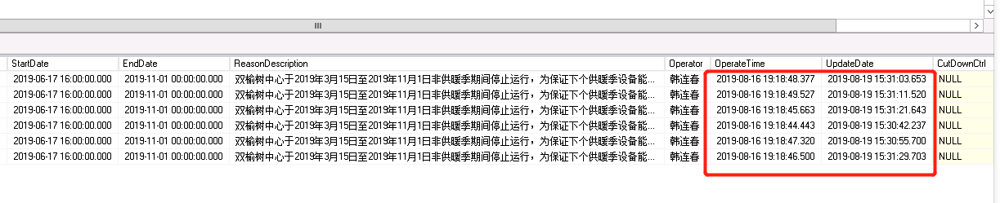 StartDate EndDate ReasonDescription Operator OperateTime UpdateDate CutDownCtrl
2019-06-17 16:00:00.000 2019-11-01 00:00:00.000 双榆树中心于2019年3月15日至2019年11月1日非供暖季期间停止运行，为保证下个供暖季设备能... 韩连春 2019-08-16 19:18:48.377 2019-08-19 15:31:03.653 NULL
2019-06-17 16:00:00.000 2019-11-01 00:00:00.000 双榆树中心于2019年3月15日至2019年11月1日非供暖季期间停止运行，为保证下个供暖季设备能... 韩连春 2019-08-16 19:18:49.527 2019-08-19 15:31:11.520 NULL
2019-06-17 16:00:00.000 2019-11-01 00:00:00.000 双榆树中心于2019年3月15日至2019年11月1日非供暖季期间停止运行，为保证下个供暖季设备能... 韩连春 2019-08-16 19:18:45.663 2019-08-19 15:31:21.643 NULL
2019-06-17 16:00:00.000 2019-11-01 00:00:00.000 双榆树中心于2019年3月15日至2019年11月1日非供暖季期间停止运行，为保证下个供暖季设备能... 韩连春 2019-08-16 19:18:44.443 2019-08-19 15:30:42.237 NULL
2019-06-17 16:00:00.000 2019-11-01 00:00:00.000 双榆树中心于2019年3月15日至2019年11月1日非供暖季期间停止运行，为保证下个供暖季设备能... 韩连春 2019-08-16 19:18:47.320 2019-08-19 15:30:55.700 NULL
2019-06-17 16:00:00.000 2019-11-01 00:00:00.000 双榆树中心于2019年3月15日至2019年11月1日非供暖季期间停止运行，为保证下个供暖季设备能... 韩连春 2019-08-16 19:18:46.500 2019-08-19 15:31:29.703 NULL